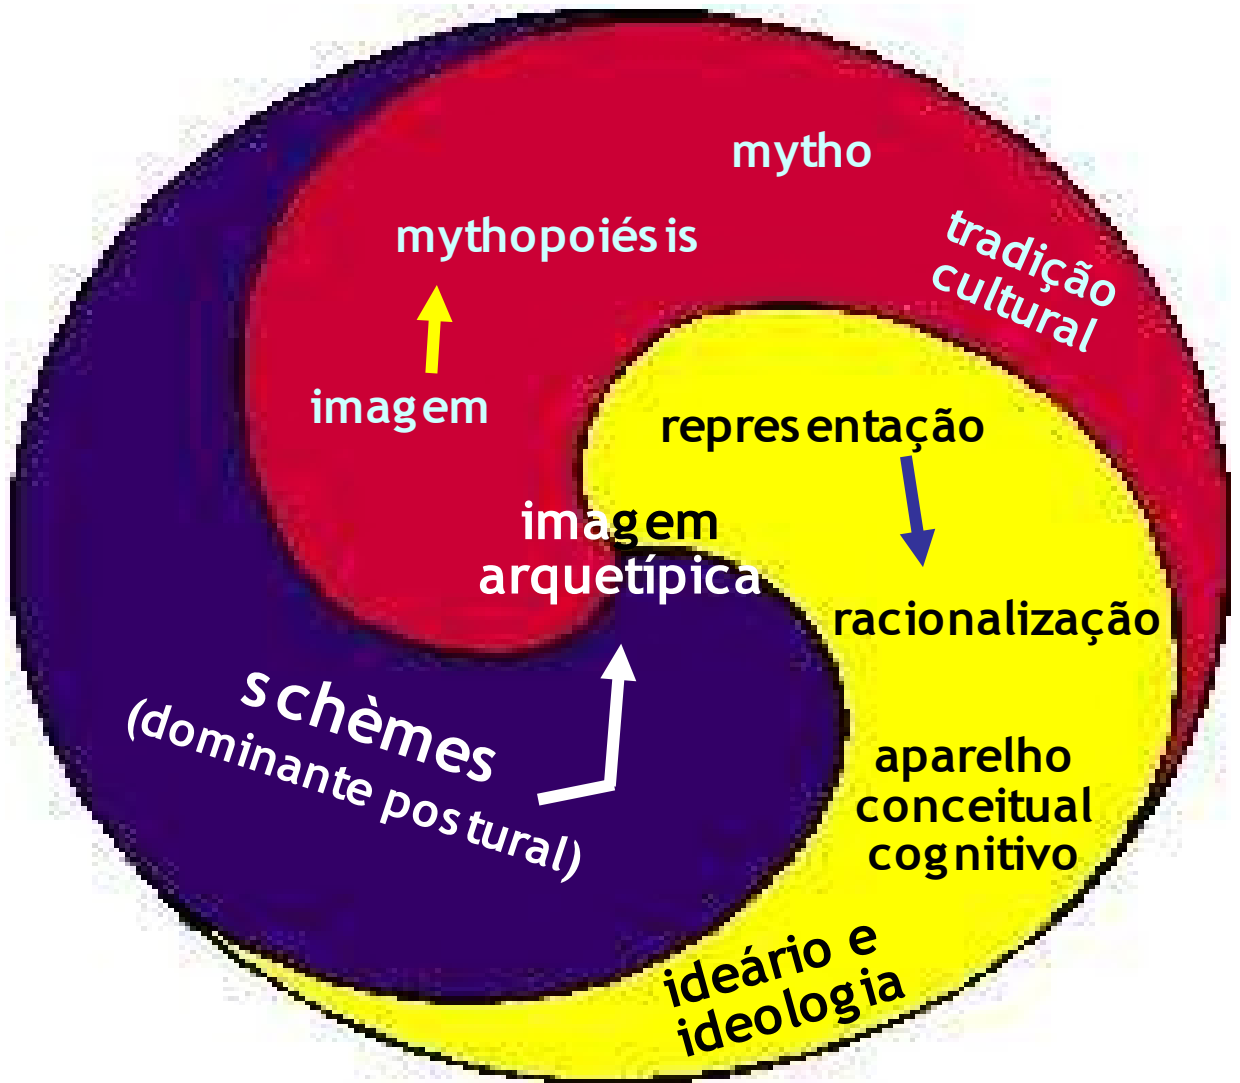 mytho
mythopoiésis
tradição
cultural
imagem
representação
imagem
arquetípica
racionalização
schèmes
(dominante postural)
aparelho
conceitual
cognitivo
ideário e
ideologia